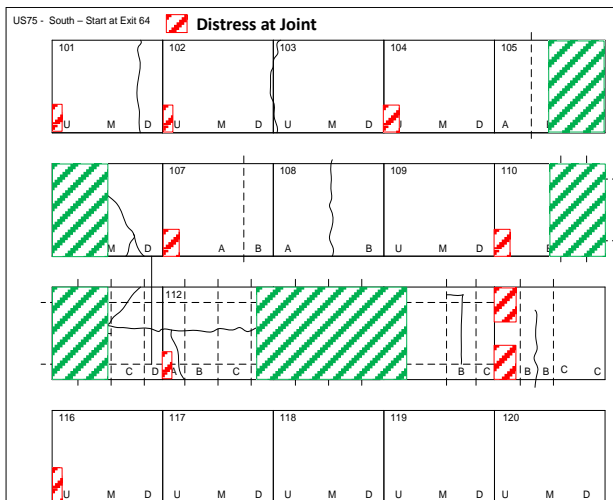 US75 - South – Start at Exit 64 Distress at Joint
101 102 103 104 105
U M D U M D U M D M D A
107 108 109 110
M D A B A B U M D
112
C D A B C B C B B C C
116 117 118 119 120
U M D U M D U M D U M D U M D